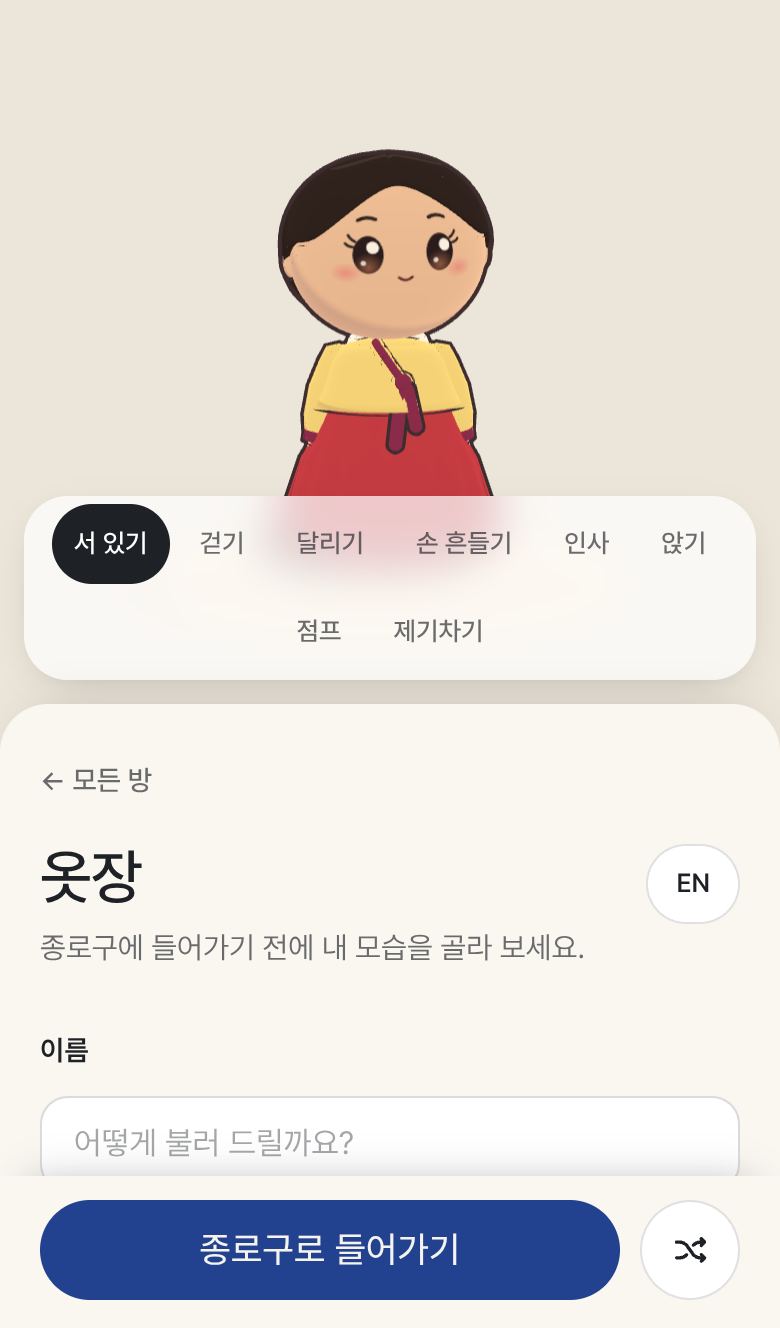 서 있기 걷기 달리기 손 흔들기 인사 앉기
점프 제기차기
← 모든 방
옷장
EN
종로구에 들어가기 전에 내 모습을 골라 보세요.
이름
어떻게 불러 드릴까요?
종로구로 들어가기